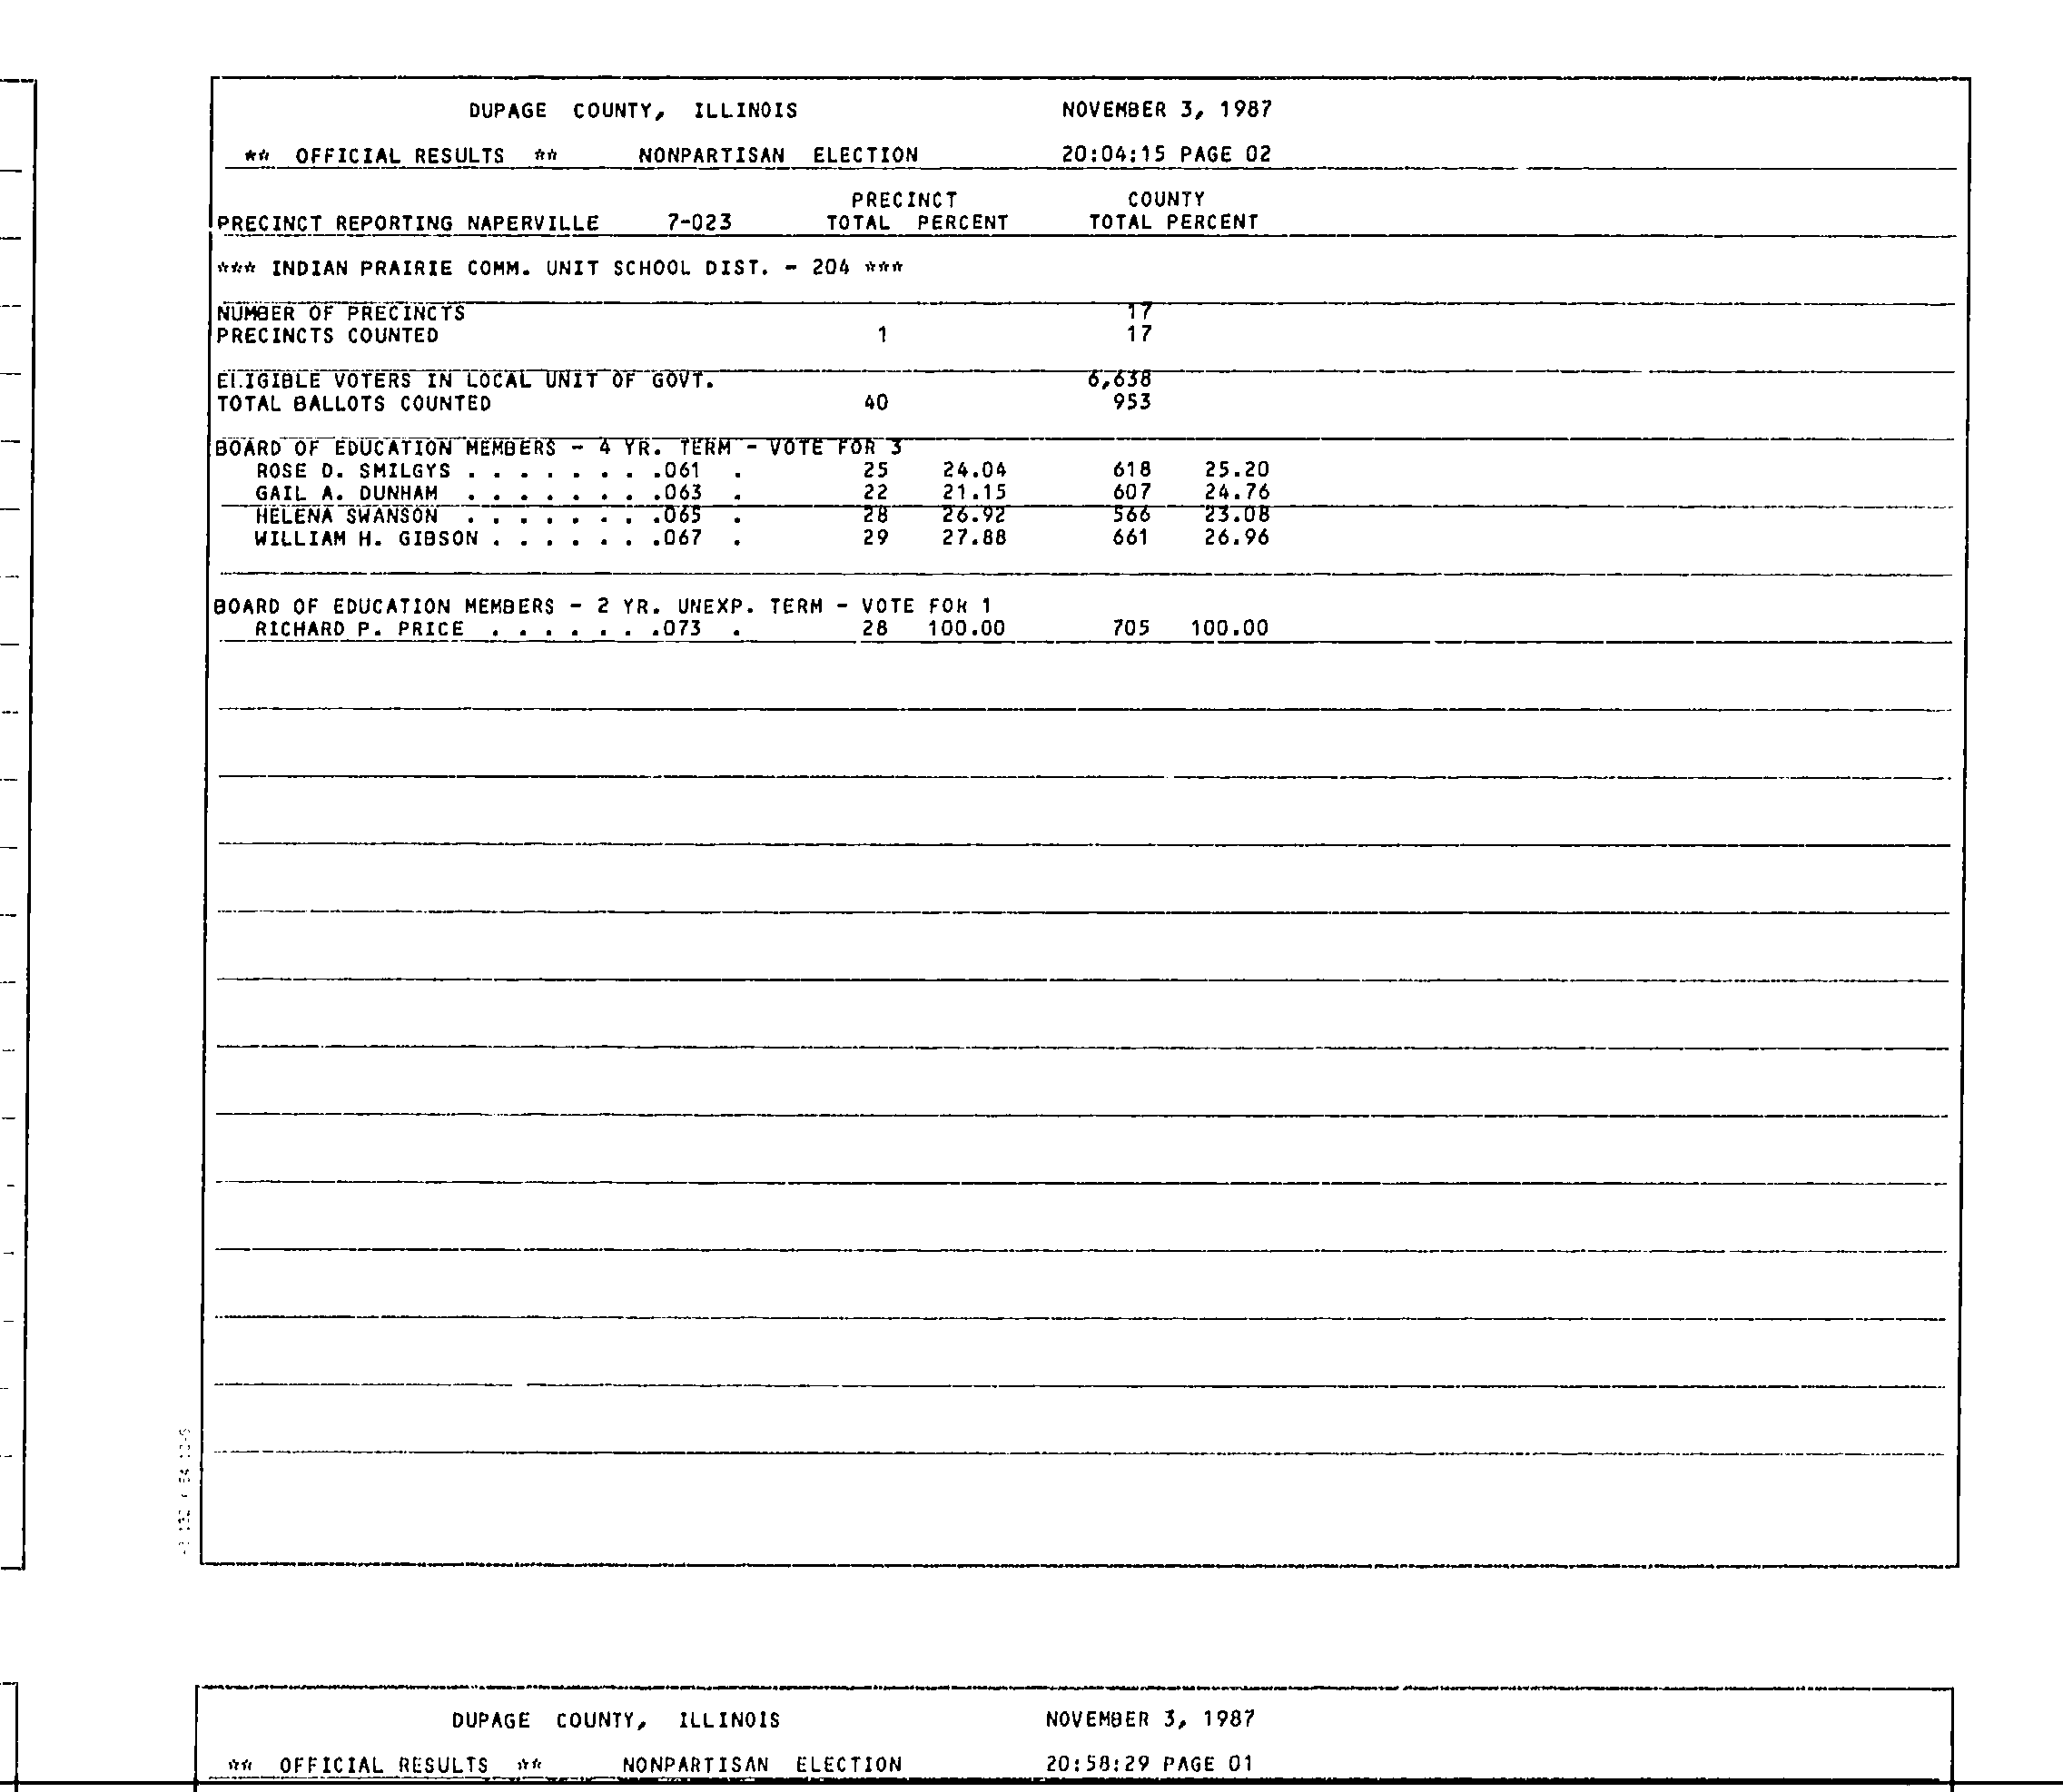 DUPAGE COUNTY, ILLINOIS NOVEMBER 3, 1987
** OFFICIAL RESULTS ** NONPARTISAN ELECTION 20:04:15 PAGE 02
PRECINCT COUNTY
PRECINCT REPORTING NAPERVILLE 7-023 TOTAL PERCENT TOTAL PERCENT
*** INDIAN PRAIRIE COMM. UNIT SCHOOL DIST. - 204 ***
NUMBER OF PRECINCTS 17
PRECINCTS COUNTED 1 17
ELIGIBLE VOTERS IN LOCAL UNIT OF GOVT. 6,638
TOTAL BALLOTS COUNTED 40 953
BOARD OF EDUCATION MEMBERS - 4 YR. TERM - VOTE FOR 3
ROSE D. SMILGYS . . . . . . . .061 . 25 24.04 618 25.20
GAIL A. DUNHAM . . . . . . . .063 . 22 21.15 607 24.76
HELENA SWANSON . . . . . . . .065 . 28 26.92 566 23.08
WILLIAM H. GIBSON . . . . . . .067 . 29 27.88 661 26.96
BOARD OF EDUCATION MEMBERS - 2 YR. UNEXP. TERM - VOTE FOR 1
RICHARD P. PRICE . . . . . . .073 . 28 100.00 705 100.00
DUPAGE COUNTY, ILLINOIS NOVEMBER 3, 1987
** OFFICIAL RESULTS ** NONPARTISAN ELECTION 20:58:29 PAGE 01